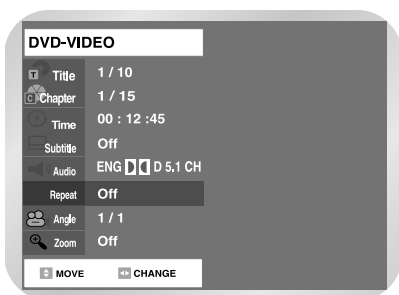 DVD-VIDEO
T Title 1 / 10
C Chapter 1 / 15
Time 00 : 12 :45
Subtitle Off
Audio ENG D 5.1 CH
Repeat Off
Angle 1 / 1
Zoom Off
MOVE CHANGE